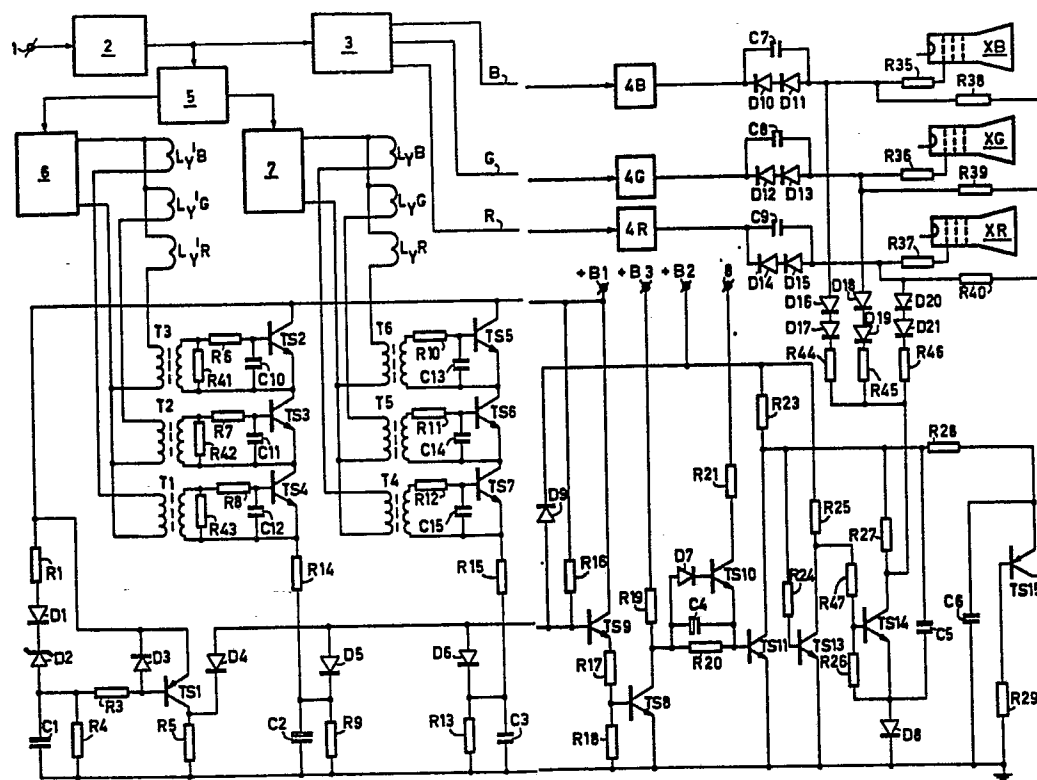 1 2 3 B 4B C7 D10 D11 R35 XB R38
5
6 7 Ly'B LyB G 4G C8 D12 D13 R36 XG R39
Ly'G LyG R 4R C9 D14 D15 R37 XR R40
Ly'R LyR
+B1 +B3 +B2 8 D16 D18 D20
D17 D19 D21
R44 R45 R46
T3 R6 TS2 R41 C10 T6 R10 TS5 C13
T2 R7 TS3 R42 C11 T5 R11 TS6 C14
T1 R8 TS4 R43 C12 T4 R12 TS7 C15
R23 R28
D9 R21 R25 R27
R1 R14 R15 R16 R19 D7 TS10 R24 R47 TS14 C5 C6 TS15
D1 TS9 C4 TS11 TS13
D2 D3 D4 D5 D6 R17 R20 R26
R3 TS1 TS8 R29
C1 R4 R5 C2 R9 R13 C3 R18 D8